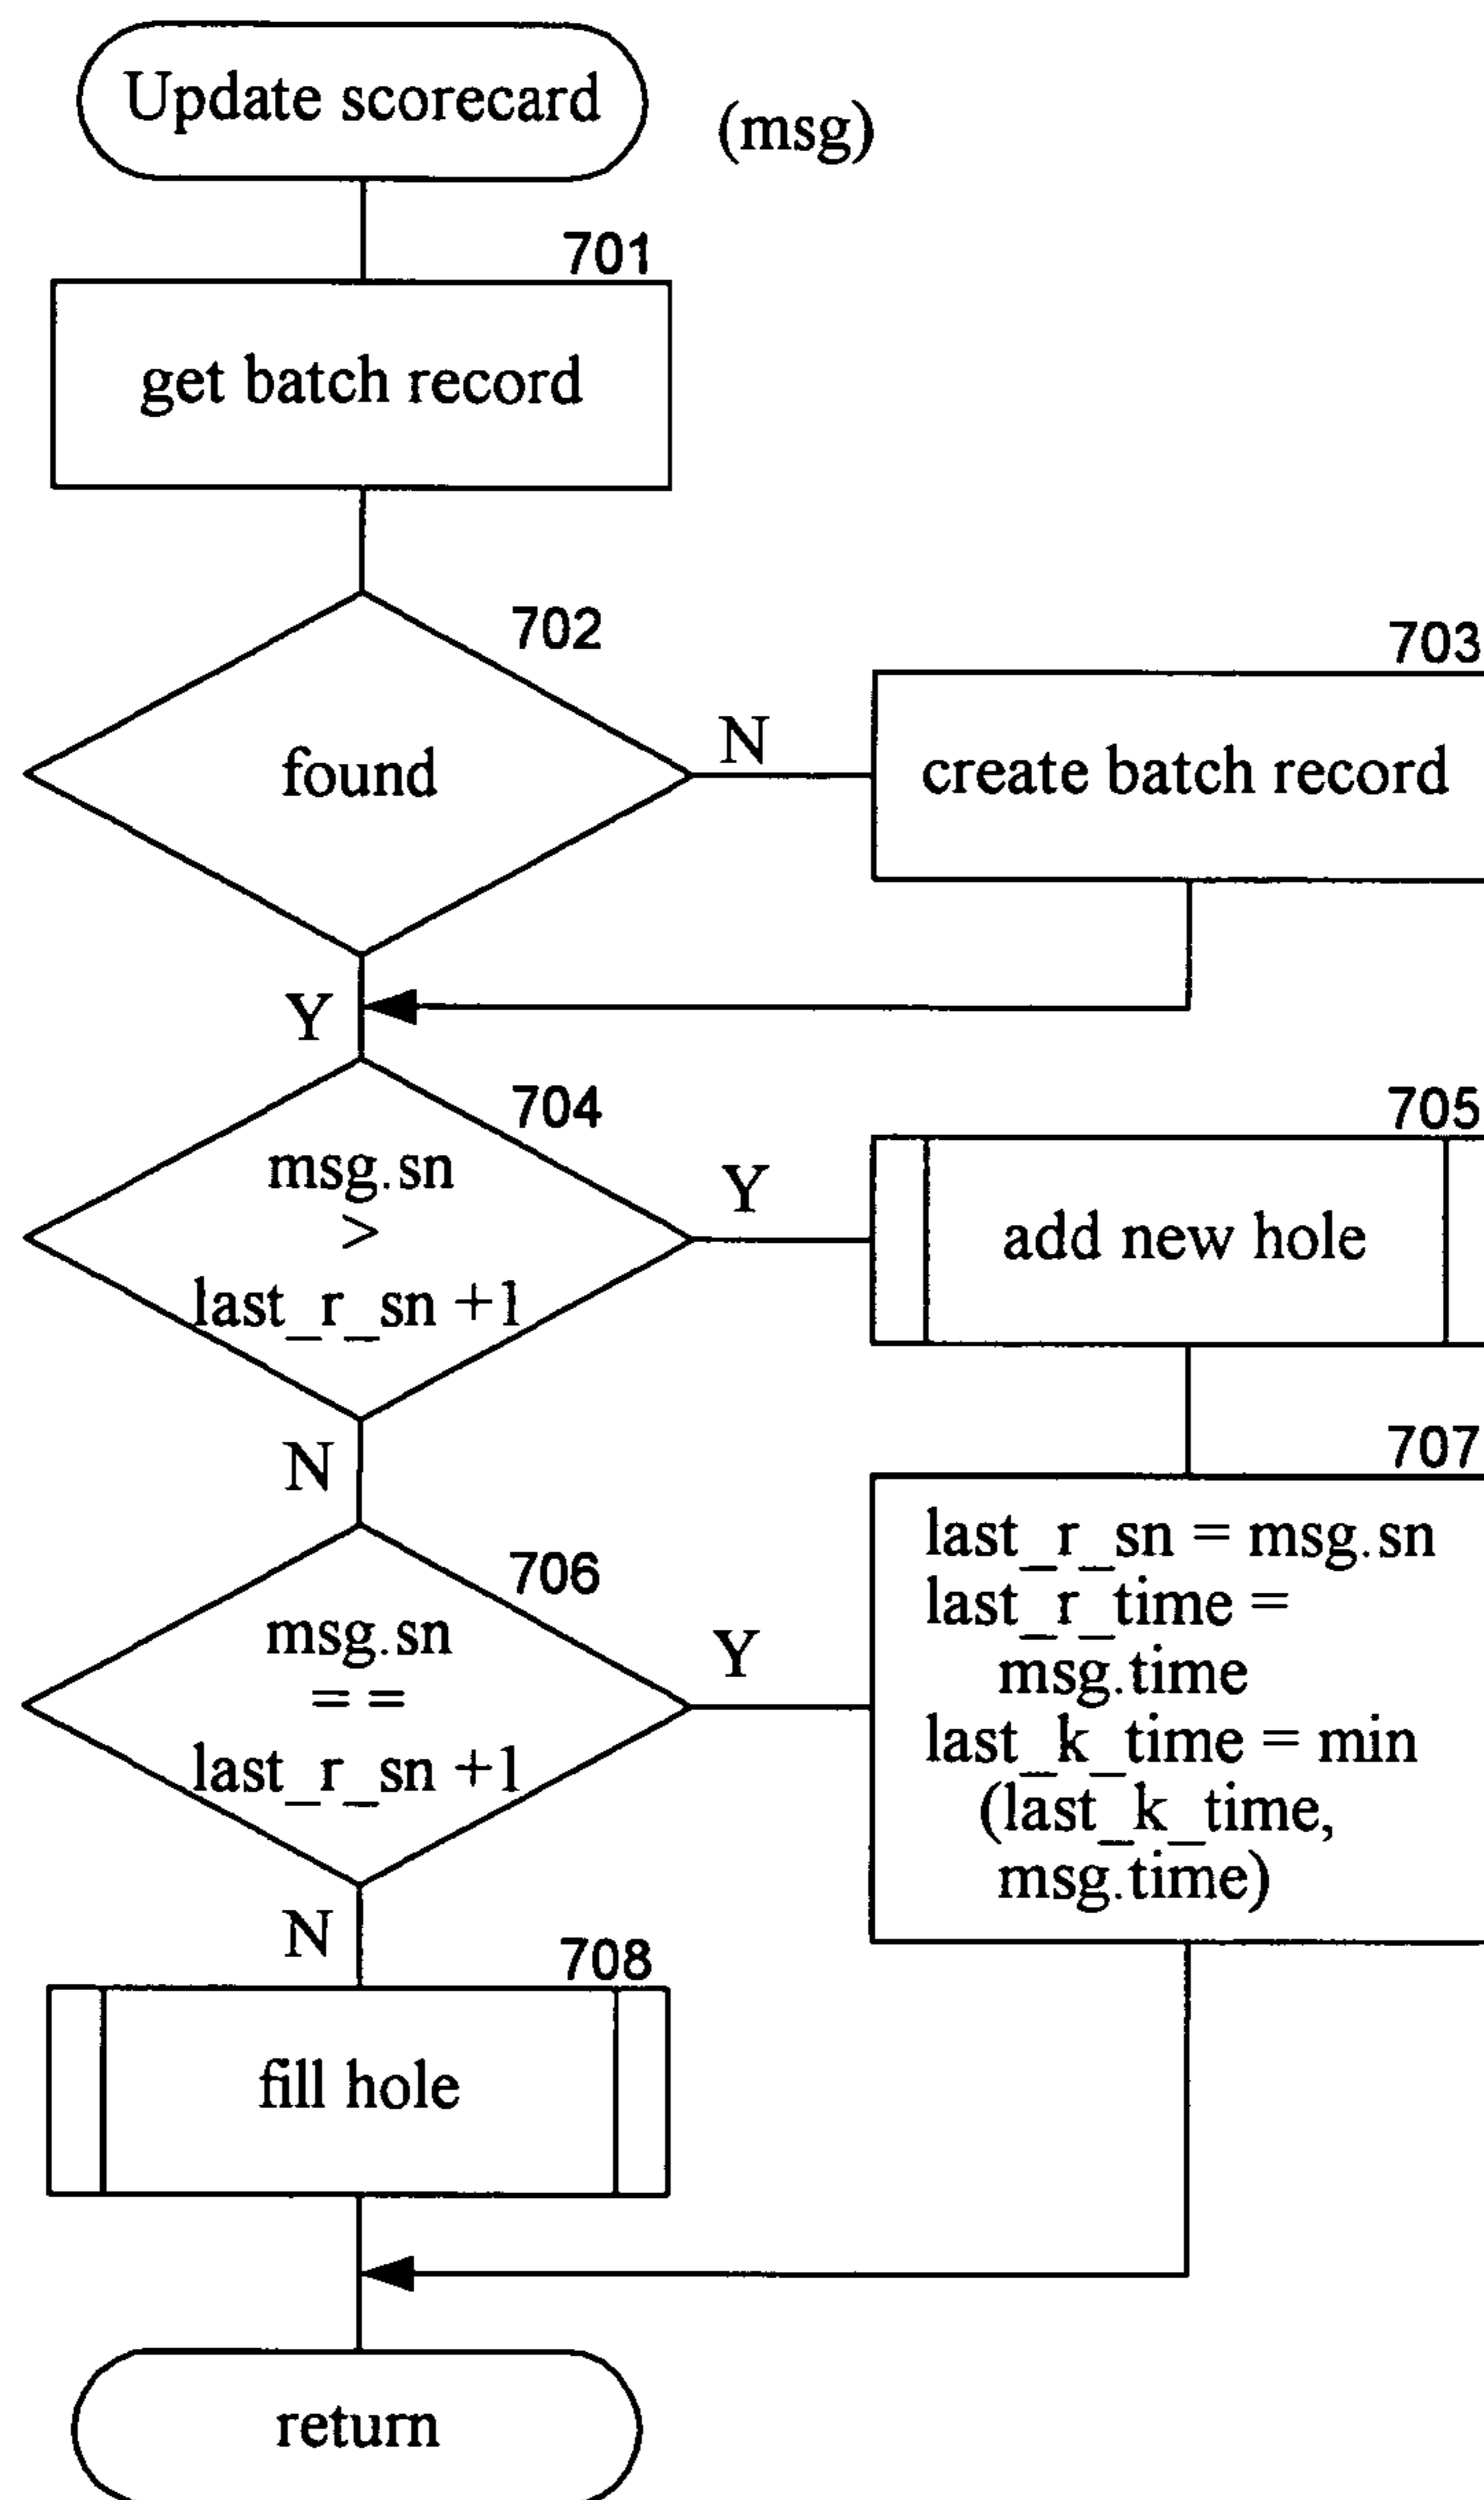 Update scorecard
(msg)
701
get batch record
702
found
N
703
create batch record
Y
704
msg.sn
>
last_r_sn +1
Y
705
add new hole
N
706
msg.sn
==
last_r_sn +1
Y
707
last_r_sn = msg.sn
last_r_time =
msg.time
last_k_time = min
(last_k_time,
msg.time)
N
708
fill hole
return